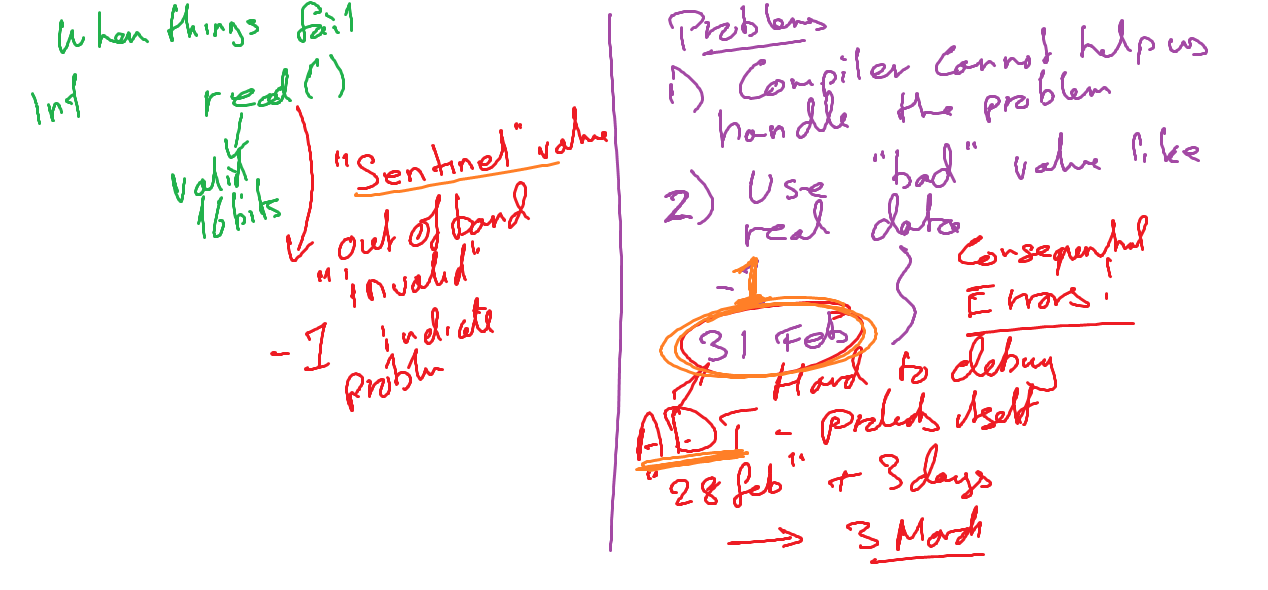 When things fail
Int read()
valid
16 bits
"Sentinel" value
out of band
"invalid"
-1 indicate
problm
Problems
1) Compiler cannot help us
handle the problem
2) Use "bad" value like
real data
Consequential
Errors!
-1
31 Feb
Hard to debug
ADT - protects itself
"28 feb" + 3 days
→ 3 March